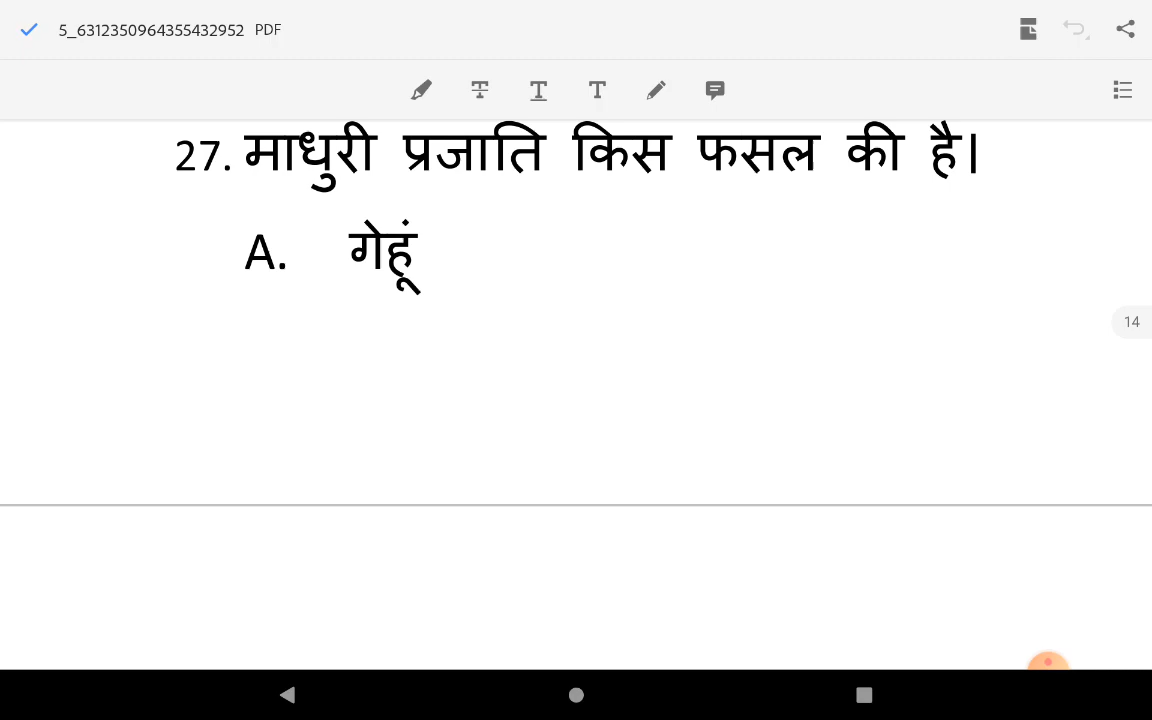 5_6312350964355432952 PDF
27. माधुरी प्रजाति किस फसल की है।
A. गेहूं
14